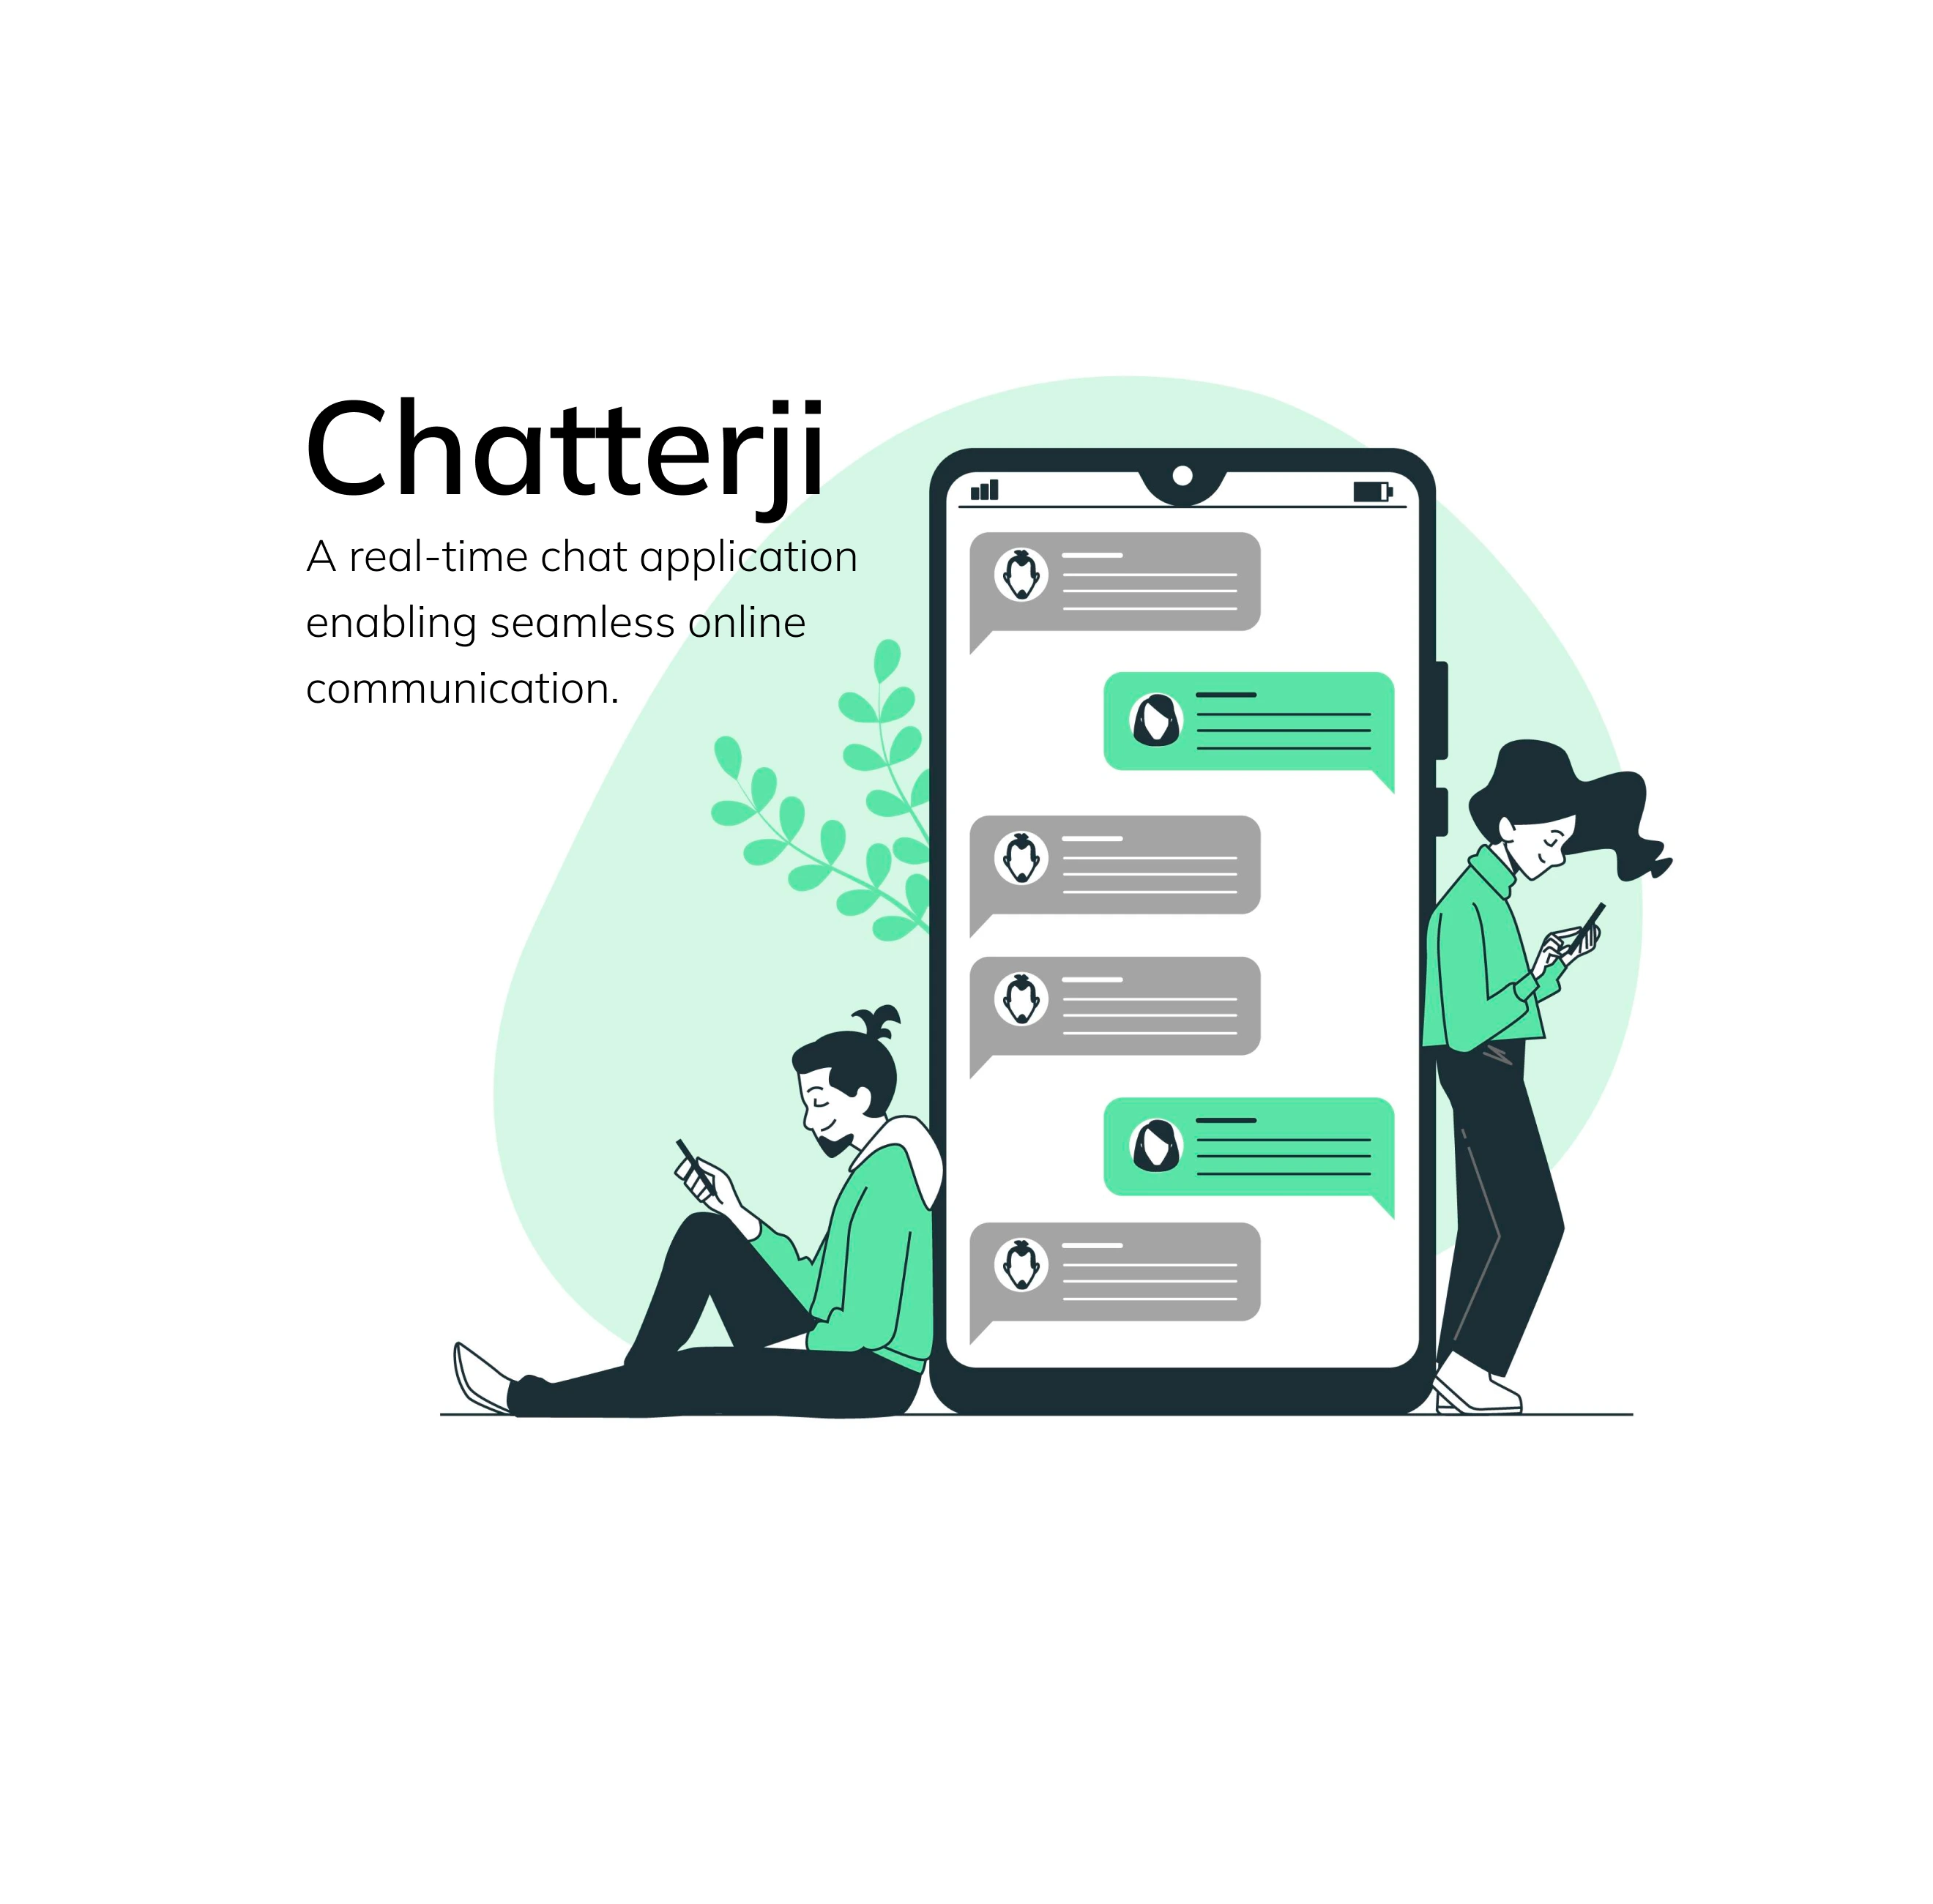 Chatterji
A real-time chat application
enabling seamless online
communication.